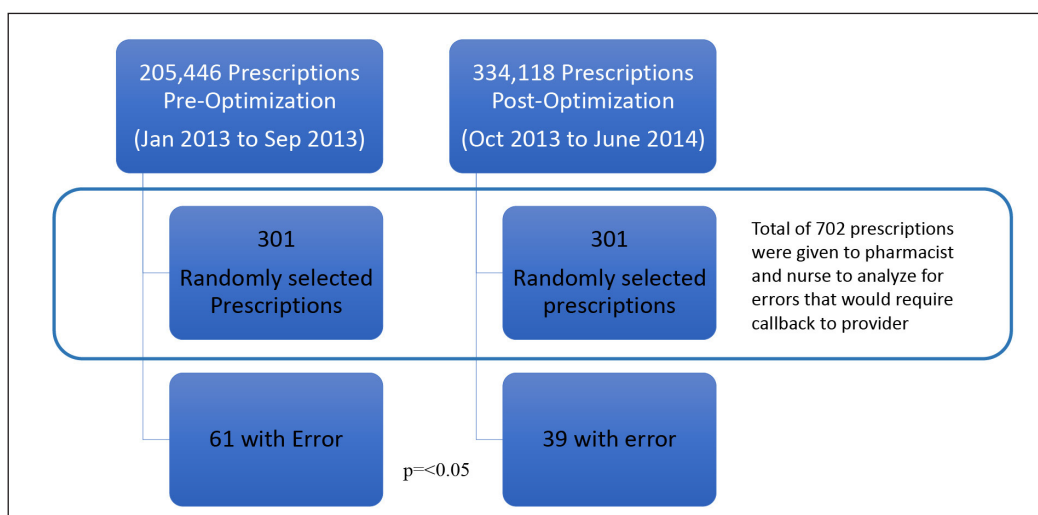 205,446 Prescriptions
Pre-Optimization
(Jan 2013 to Sep 2013)
334,118 Prescriptions
Post-Optimization
(Oct 2013 to June 2014)
301
Randomly selected
Prescriptions
301
Randomly selected
prescriptions
Total of 702 prescriptions
were given to pharmacist
and nurse to analyze for
errors that would require
callback to provider
61 with Error
39 with error
p=<0.05